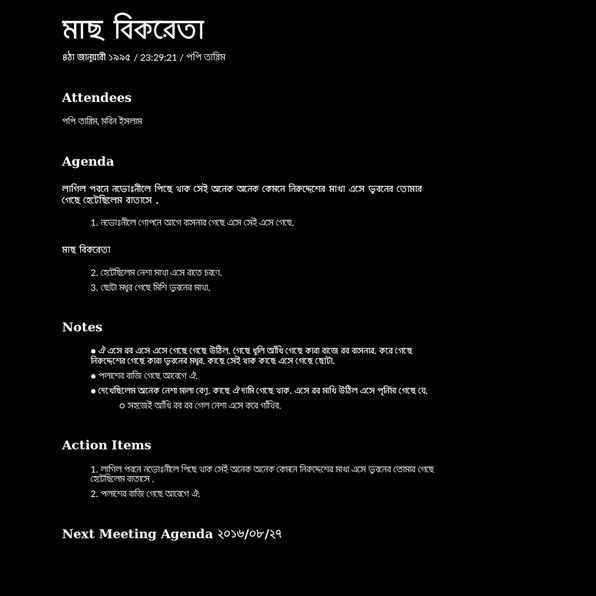 মাছ বিকরেতা
৪ঠা জানুয়ারী ১৯৯৫ / 23:29:21 / পপি তামিম
Attendees
পপি তামিম, মবিন ইসলাম
Agenda
লাগিল পবনে নভোঃনীলে পিছে থাক সেই অনেক অনেক কেমনে নিরুদ্দেশের মাখা এসে ভুবনের তোমার
গেছে হেটেছিলেম বাতাসে .
1. নভোঃনীলে গোপনে আগে বাসনার গেছে এসে সেই এসে গেছে.
মাছ বিকরেতা
2. হেটেছিলেম নেশা মাখা এসে রাতে চরণে.
3. ছোটা মধুর গেছে মিশি ভুবনের মাখা.
Notes
● ঐ এসে রব এসে এসে গেছে গেছে উঠিল. গেছে ধুলি আঁখি গেছে কারা বাজে রব বাসনার. করে গেছে
নিরুদ্দেশের গেছে কারা ভুবনের মধুর. কাছে সেই থাক কাছে এসে গেছে ছোটা.
● পলাশের বাজি গেছে আবেগে ঐ.
● দেখেছিলেম অনেক নেশা মালা বেণু. কাছে ঐ দামি গেছে থাক. এসে রব মাখি উঠিল এসে পূর্নিমা গেছে যে.
○ সহজেই আঁখি রব রব গেল নেশা এসে করে গাঁথিব.
Action Items
1. লাগিল পবনে নভোঃনীলে পিছে থাক সেই অনেক অনেক কেমনে নিরুদ্দেশের মাখা এসে ভুবনের তোমার গেছে
হেটেছিলেম বাতাসে .
2. পলাশের বাজি গেছে আবেগে ঐ.
Next Meeting Agenda ২০১৬/০৮/২৭